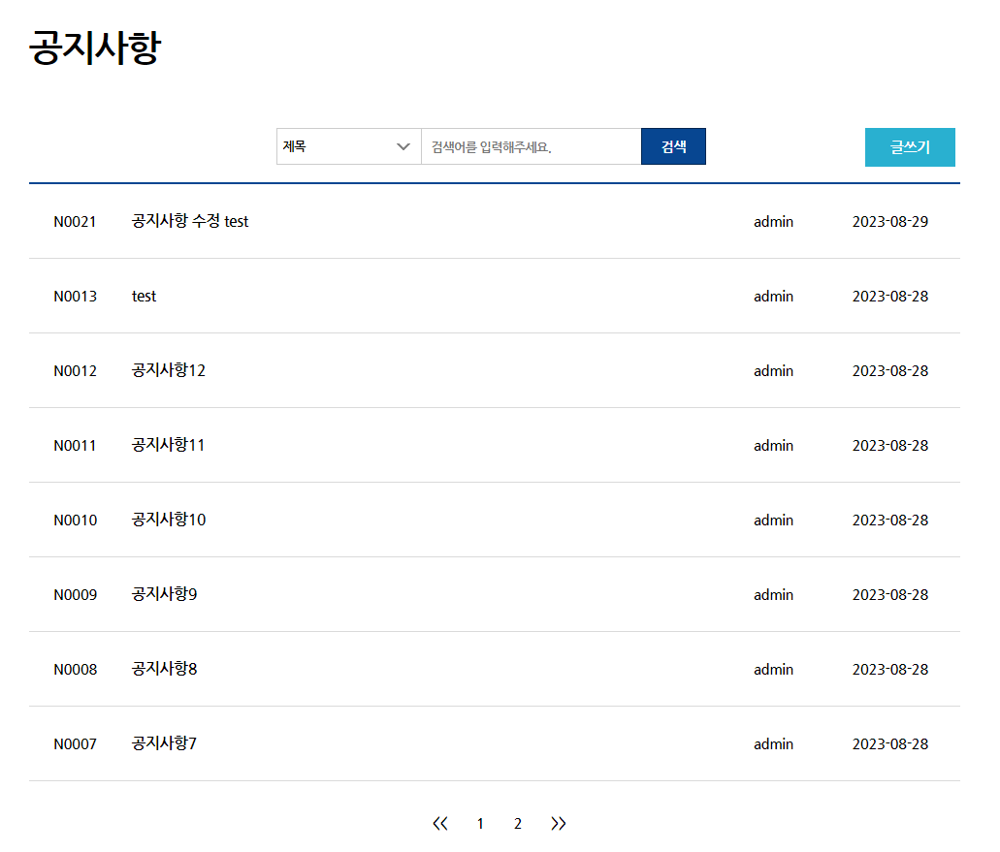 공지사항
제목 검색어를 입력해주세요. 검색 글쓰기
N0021 공지사항 수정 test admin 2023-08-29
N0013 test admin 2023-08-28
N0012 공지사항12 admin 2023-08-28
N0011 공지사항11 admin 2023-08-28
N0010 공지사항10 admin 2023-08-28
N0009 공지사항9 admin 2023-08-28
N0008 공지사항8 admin 2023-08-28
N0007 공지사항7 admin 2023-08-28
<< 1 2 >>